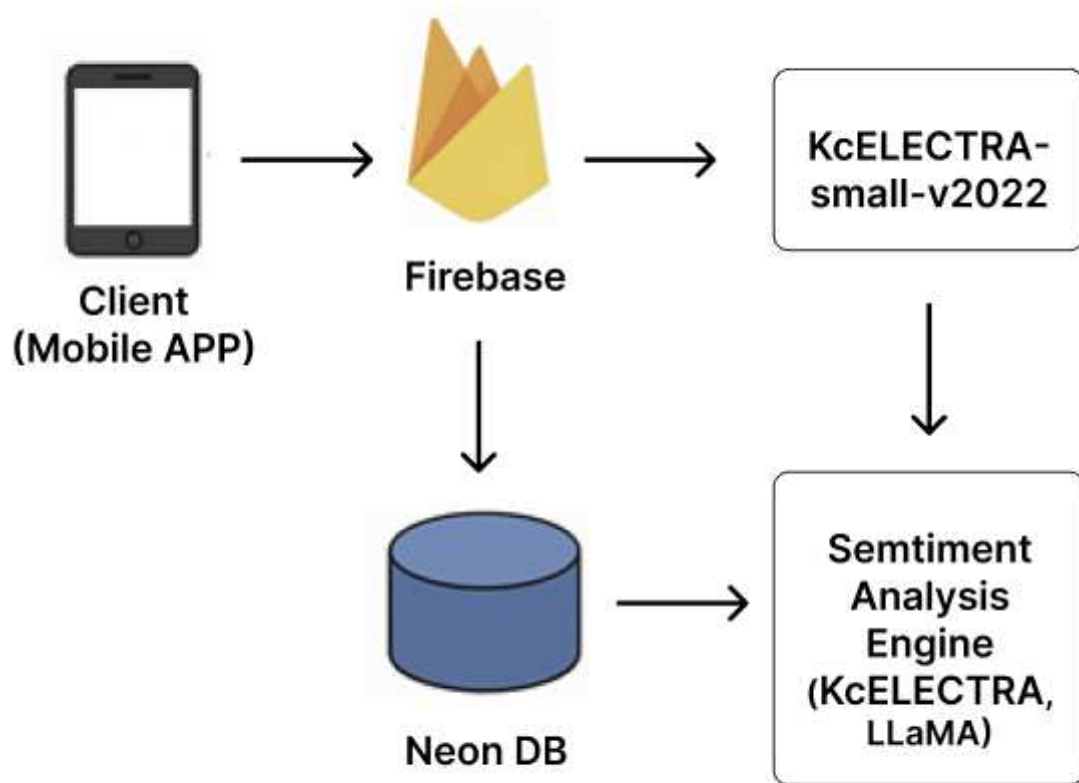 KcELECTRA-
small-v2022
Firebase
Client
(Mobile APP)
Semtiment
Analysis
Engine
(KcELECTRA,
LLaMA)
Neon DB